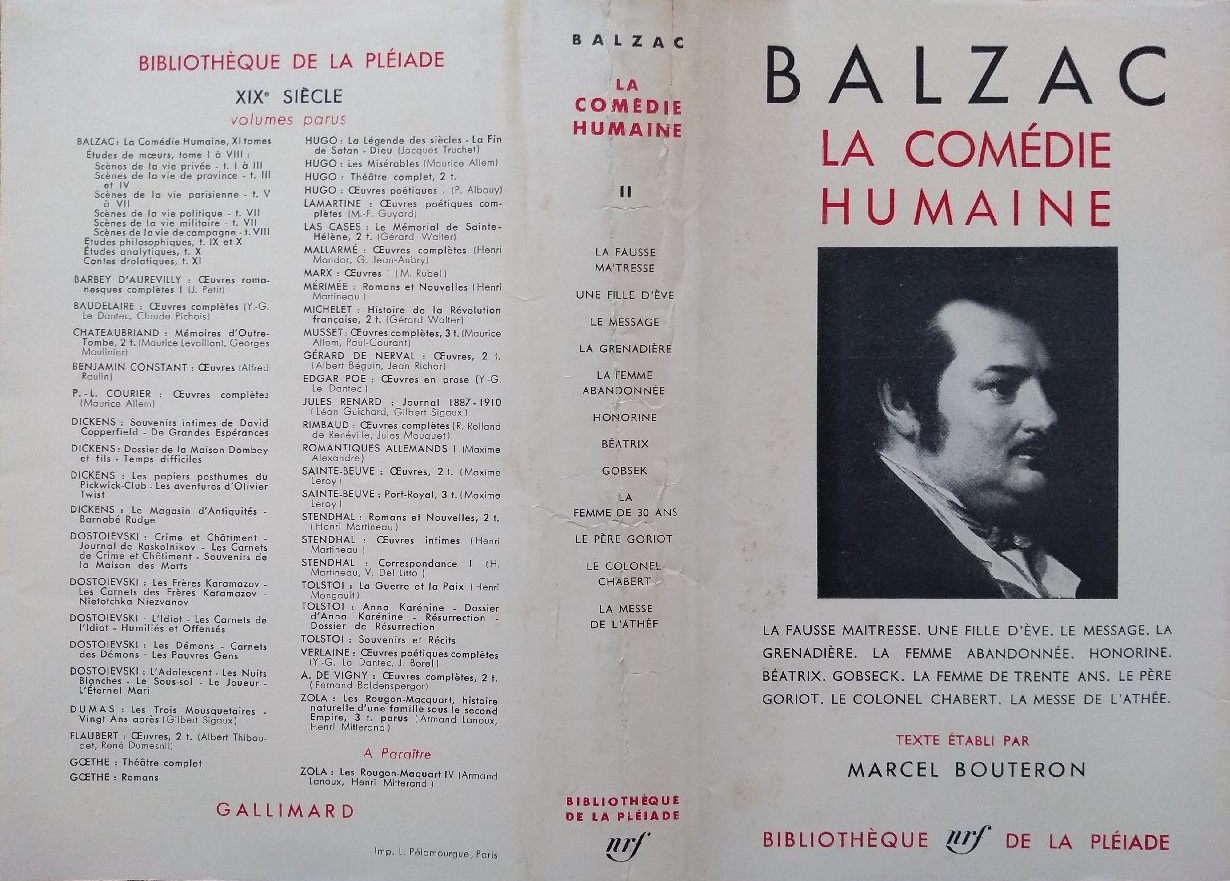 BIBLIOTHÈQUE DE LA PLÉIADE
XIXe SIÈCLE
volumes parus
BALZAC : La Comédie Humaine, XI tomes
Études de mœurs, tome I à VIII :
Scènes de la vie privée - t. I à III
Scènes de la vie de province - t. III
et IV
Scènes de la vie parisienne - t. V
à VII
Scènes de la vie politique - t. VII
Scènes de la vie militaire - t. VII
Scènes de la vie de campagne - t. VIII
Études philosophiques, t. IX et X
Études analytiques, t. X
Contes drolatiques, t. XI
BARBEY D'AUREVILLY : Œuvres roma-
nesques complètes I (J. Petit)
BAUDELAIRE : Œuvres complètes (Y.-G.
Le Dantec, Claude Pichois)
CHATEAUBRIAND : Mémoires d'Outre-
Tombe, 2 t. (Maurice Levaillant, Georges
Moulinier)
BENJAMIN CONSTANT : Œuvres (Alfred
Roulin)
P.-L. COURIER : Œuvres complètes
(Maurice Allem)
DICKENS : Souvenirs intimes de David
Copperfield - De Grandes Espérances
DICKENS : Dossier de la Maison Dombey
et fils - Temps difficiles
DICKENS : Les papiers posthumes du
Pickwick-Club - Les aventures d'Olivier
Twist
DICKENS : Le Magasin d'Antiquités -
Barnabé Rudge
DOSTOIEVSKI : Crime et Châtiment -
Journal de Raskolnikov - Les Carnets
de Crime et Châtiment - Souvenirs de
la Maison des Morts
DOSTOIEVSKI : Les Frères Karamazov -
Les Carnets des Frères Karamazov -
Nietotchka Niezvanov
DOSTOIEVSKI : L'Idiot - Les Carnets de
l'Idiot - Humiliés et Offensés
DOSTOIEVSKI : Les Démons - Carnets
des Démons - Les Pauvres Gens
DOSTOIEVSKI : L'Adolescent - Les Nuits
Blanches - Le Sous-sol - Le Joueur -
L'Éternel Mari
DUMAS : Les Trois Mousquetaires -
Vingt Ans après (Gilbert Sigaux)
FLAUBERT : Œuvres, 2 t. (Albert Thibau-
det, René Dumesnil)
GŒTHE : Théâtre complet
GŒTHE : Romans
HUGO : La Légende des siècles - La Fin
de Satan - Dieu (Jacques Truchet)
HUGO : Les Misérables (Maurice Allem)
HUGO : Théâtre complet, 2 t.
HUGO : Œuvres poétiques . (P. Albouy)
LAMARTINE : Œuvres poétiques com-
plètes (M.-F. Guyard)
LAS CASES : Le Mémorial de Sainte-
Hélène, 2 t. (Gérard Walter)
MALLARMÉ : Œuvres complètes (Henri
Mondor, G. Jean-Aubry)
MARX : Œuvres I (M. Rubel)
MÉRIMÉE : Romans et Nouvelles (Henri
Martineau)
MICHELET : Histoire de la Révolution
française, 2 t. (Gérard Walter)
MUSSET : Œuvres complètes, 3 t. (Maurice
Allem, Paul-Courant)
GÉRARD DE NERVAL : Œuvres, 2 t.
(Albert Béguin, Jean Richer)
EDGAR POE : Œuvres en prose (Y-G.
Le Dantec)
JULES RENARD : Journal 1887-1910
(Léon Guichard, Gilbert Sigaux)
RIMBAUD : Œuvres complètes (R. Rolland
de Renéville, Jules Mouquet)
ROMANTIQUES ALLEMANDS I (Maxime
Alexandre)
SAINTE-BEUVE : Œuvres, 2 t. (Maxime
Leroy)
SAINTE-BEUVE : Port-Royal, 3 t. (Maxime
Leroy)
STENDHAL : Romans et Nouvelles, 2 t.
(Henri Martineau)
STENDHAL : Œuvres intimes (Henri
Martineau)
STENDHAL : Correspondance I (H.
Martineau, V. Del Litto)
TOLSTOI : La Guerre et la Paix (Henri
Mongault)
TOLSTOI : Anna Karénine - Dossier
d'Anna Karénine - Résurrection -
Dossier de Résurrection
TOLSTOI : Souvenirs et Récits
VERLAINE : Œuvres poétiques complètes
(Y.-G. Le Dantec, J. Borel)
A. DE VIGNY : Œuvres complètes, 2 t.
(Fernand Baldensperger)
ZOLA : Les Rougon-Macquart, histoire
naturelle d'une famille sous le second
Empire, 3 t. parus (Armand Lanoux,
Henri Mitterand)
A Paraître
ZOLA : Les Rougon-Maquart IV (Armand
Lanoux, Henri Mitterand)
GALLIMARD
Imp. L. Pélamourgue, Paris
BALZAC
LA
COMÉDIE
HUMAINE
II
LA FAUSSE
MAITRESSE
UNE FILLE D'ÈVE
LE MESSAGE
LA GRENADIÈRE
LA FEMME
ABANDONNÉE
HONORINE
BÉATRIX
GOBSEK
LA
FEMME DE 30 ANS
LE PÈRE GORIOT
LE COLONEL
CHABERT
LA MESSE
DE L'ATHÉE
BIBLIOTHÈQUE
DE LA PLÉIADE
nrf
BALZAC
LA COMÉDIE
HUMAINE
LA FAUSSE MAITRESSE. UNE FILLE D'ÈVE. LE MESSAGE. LA
GRENADIÈRE. LA FEMME ABANDONNÉE. HONORINE.
BÉATRIX. GOBSECK. LA FEMME DE TRENTE ANS. LE PÈRE
GORIOT. LE COLONEL CHABERT. LA MESSE DE L'ATHÉE.
TEXTE ÉTABLI PAR
MARCEL BOUTERON
BIBLIOTHÈQUE nrf DE LA PLÉIADE